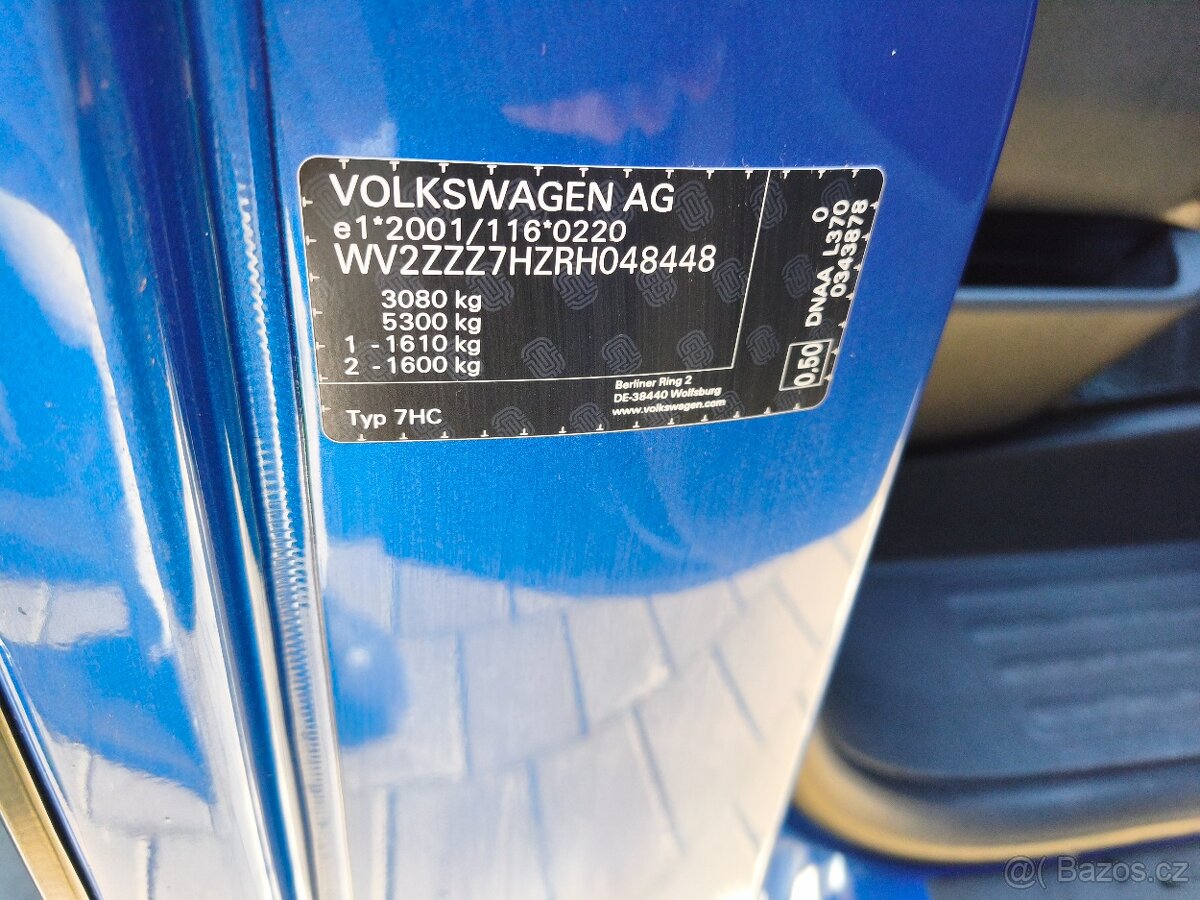 VOLKSWAGEN AG
e1*2001/116*0220
WV2ZZZ7HZRH048448
3080 kg
5300 kg
1 - 1610 kg
2 - 1600 kg
Typ 7HC
Berliner Ring 2
DE-38440 Wolfsburg
www.volkswagen.com
0
DNAA L370
0343878
0.50
@( Bazoš.cz